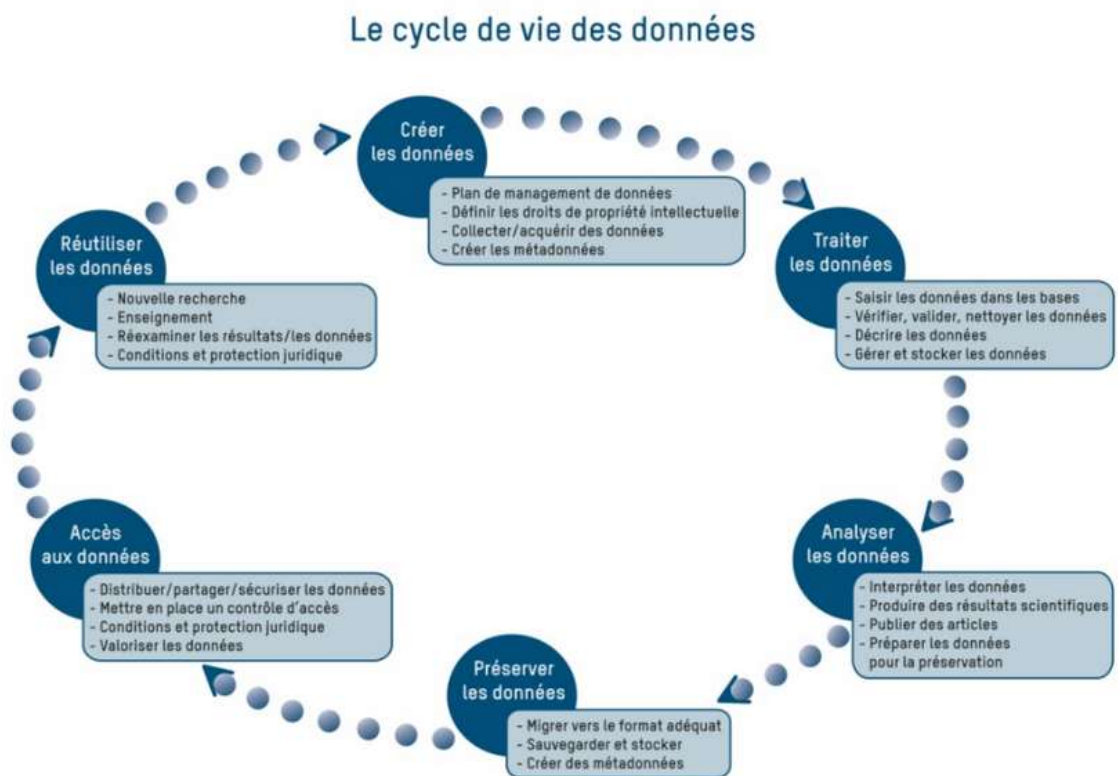 Le cycle de vie des données
Créer
les données
- Plan de management de données
- Définir les droits de propriété intellectuelle
- Collecter/acquérir des données
- Créer les métadonnées
Traiter
les données
- Saisir les données dans les bases
- Vérifier, valider, nettoyer les données
- Décrire les données
- Gérer et stocker les données
Analyser
les données
- Interpréter les données
- Produire des résultats scientifiques
- Publier des articles
- Préparer les données
pour la préservation
Préserver
les données
- Migrer vers le format adéquat
- Sauvegarder et stocker
- Créer des métadonnées
Accès
aux données
- Distribuer/partager/sécuriser les données
- Mettre en place un contrôle d'accès
- Conditions et protection juridique
- Valoriser les données
Réutiliser
les données
- Nouvelle recherche
- Enseignement
- Réexaminer les résultats/les données
- Conditions et protection juridique